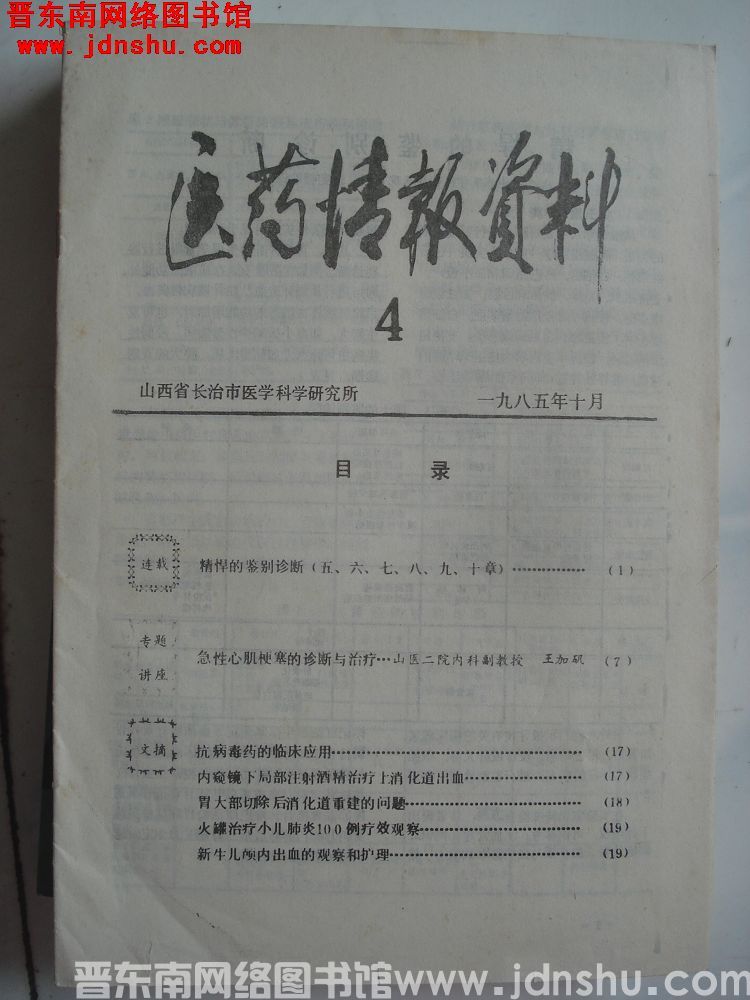 晋东南网络图书馆
www.jdnshu.com
医药情報資料
4
山西省长治市医学科学研究所 一九八五年十月
目 录
连载 精悍的鉴别诊断(五、六、七、八、九、十章)…………… (1)
专题
讲座 急性心肌梗塞的诊断与治疗…山医二院内科副教授 王加矾 (7)
文摘
抗病毒药的临床应用…………………………………… (17)
内窥镜下局部注射酒精治疗上消化道出血…………… (17)
胃大部切除后消化道重建的问题……………………… (18)
火罐治疗小儿肺炎100例疗效观察…………………… (19)
新生儿颅内出血的观察和护理………………………… (19)
晋东南网络图书馆www.jdnshu.com